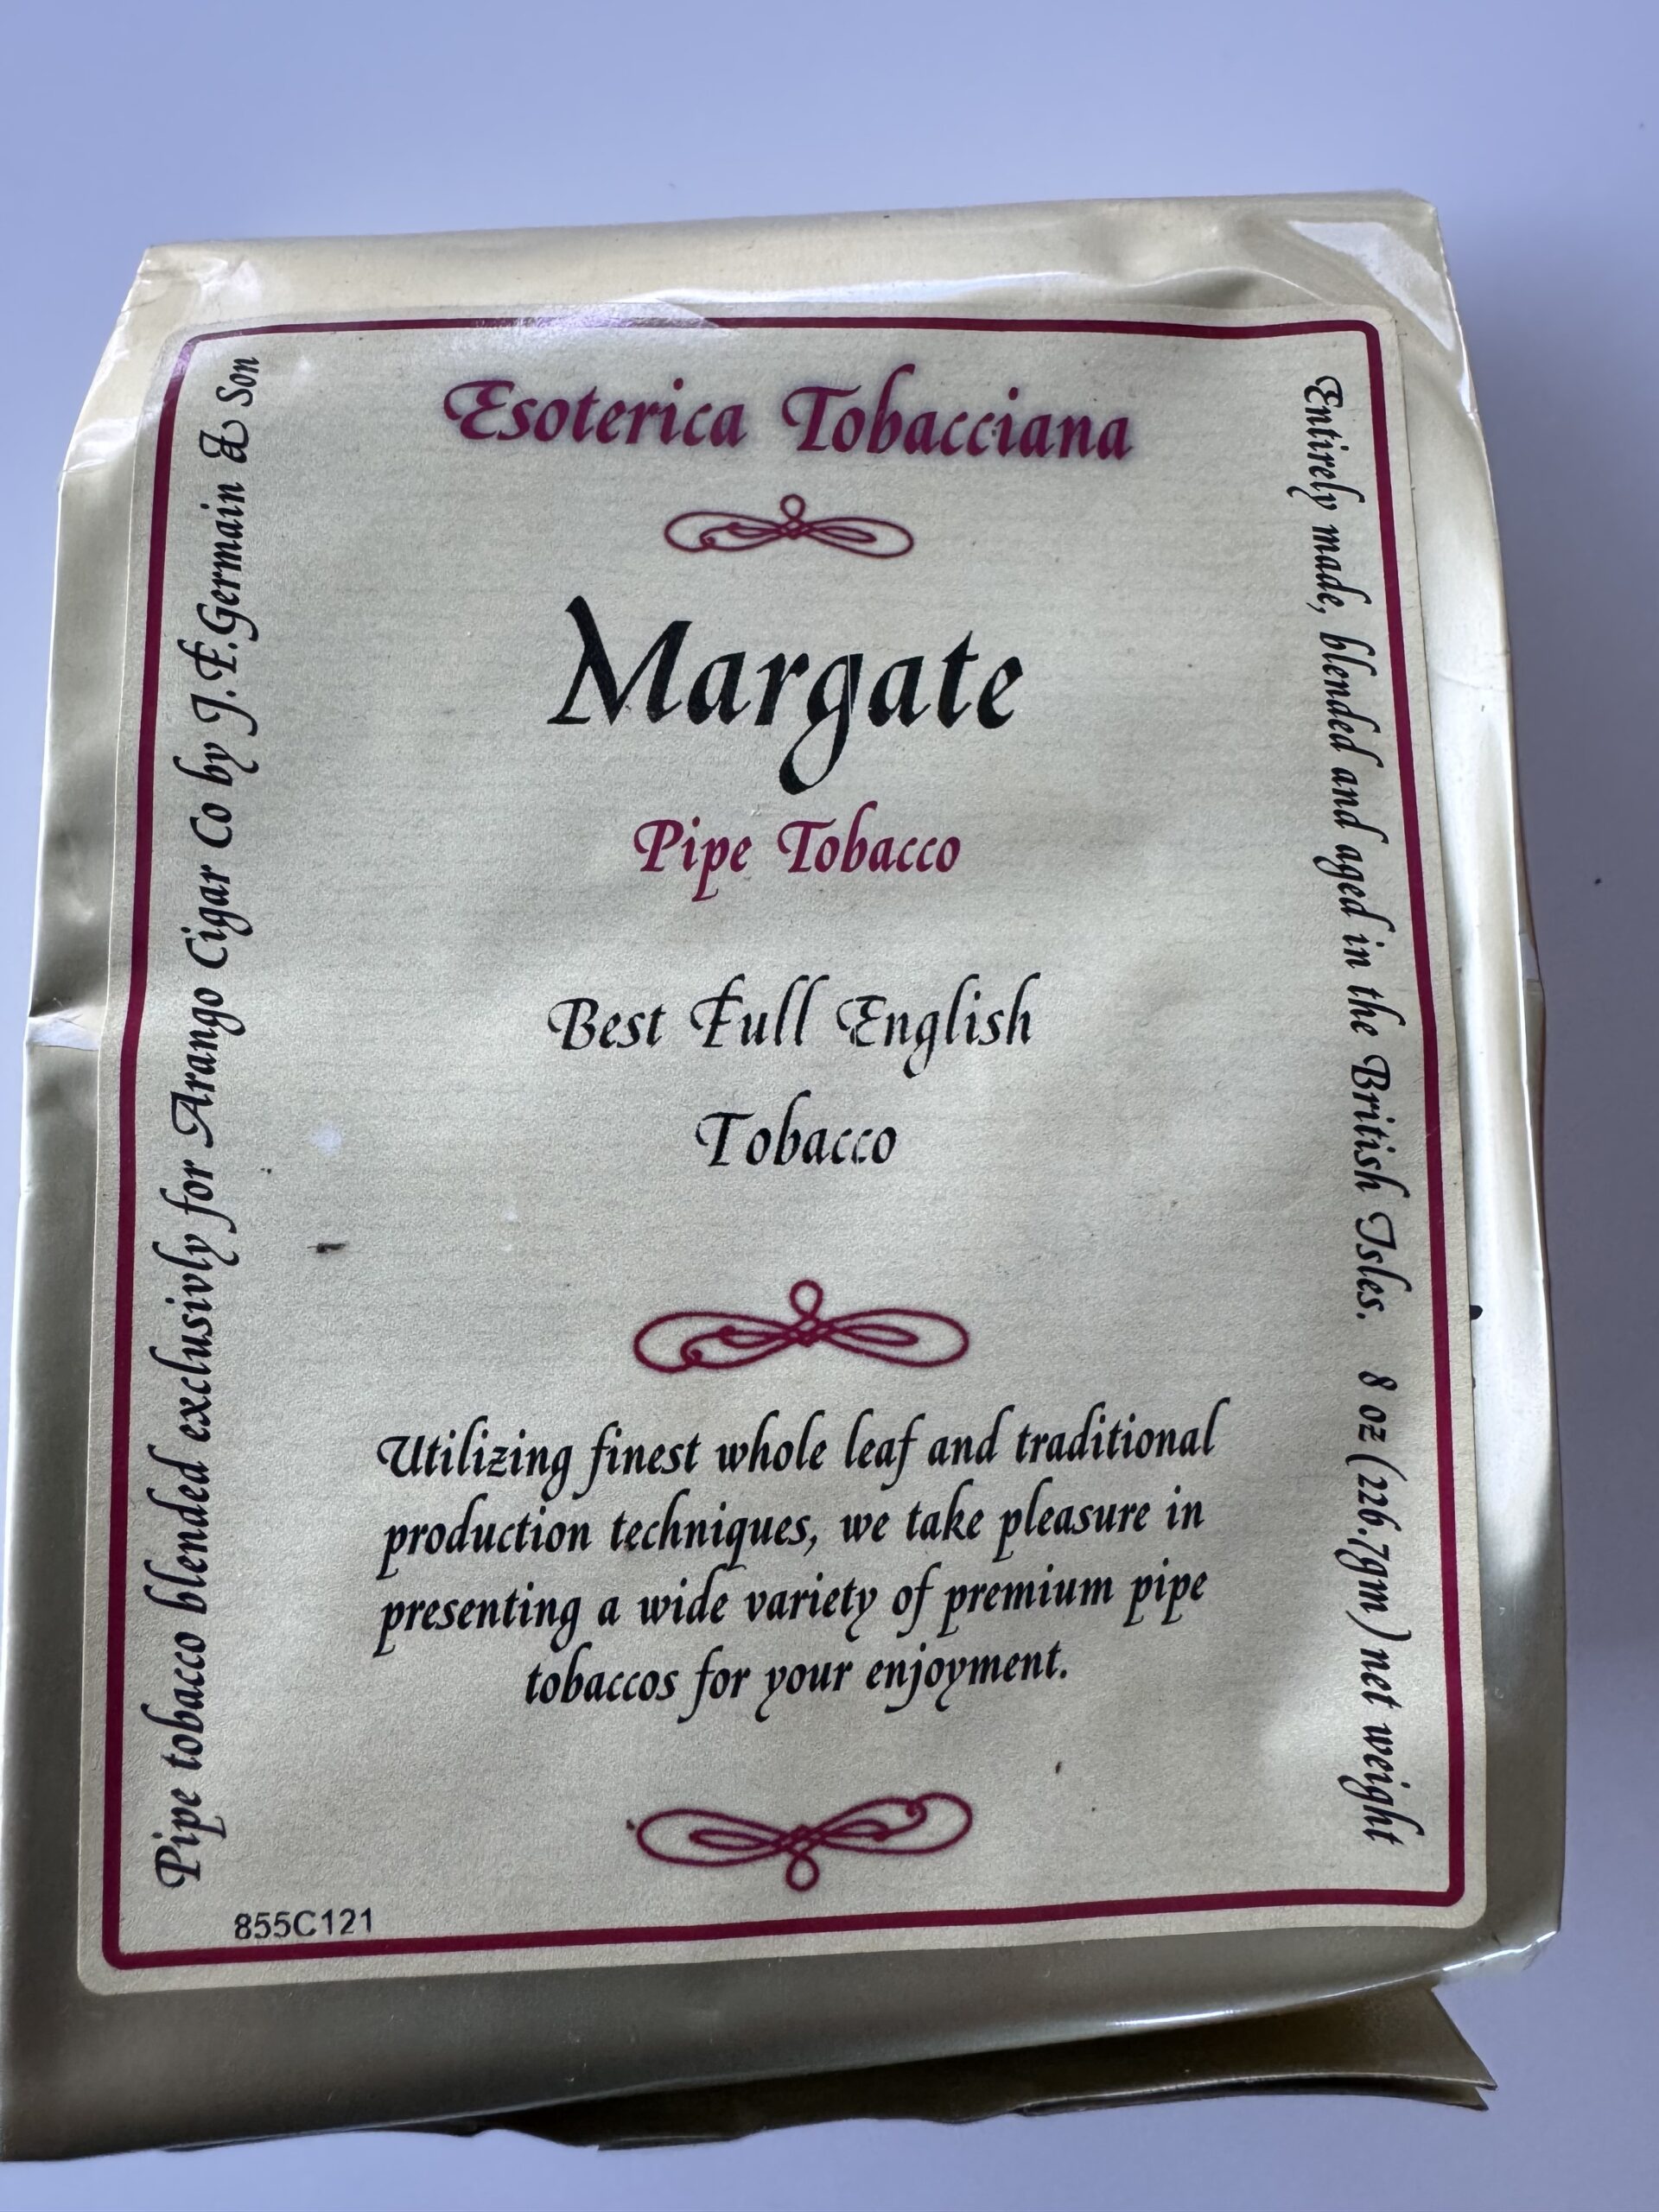 Esoterica Tobacciana
Margate
Pipe Tobacco
Best Full English
Tobacco
Utilizing finest whole leaf and traditional
production techniques, we take pleasure in
presenting a wide variety of premium pipe
tobaccos for your enjoyment.
Pipe tobacco blended exclusivly for Arango Cigar Co by J.F.Germain & Son
Entirely made, blended and aged in the British Isles. 8 oz (226.7gm) net weight
855C121